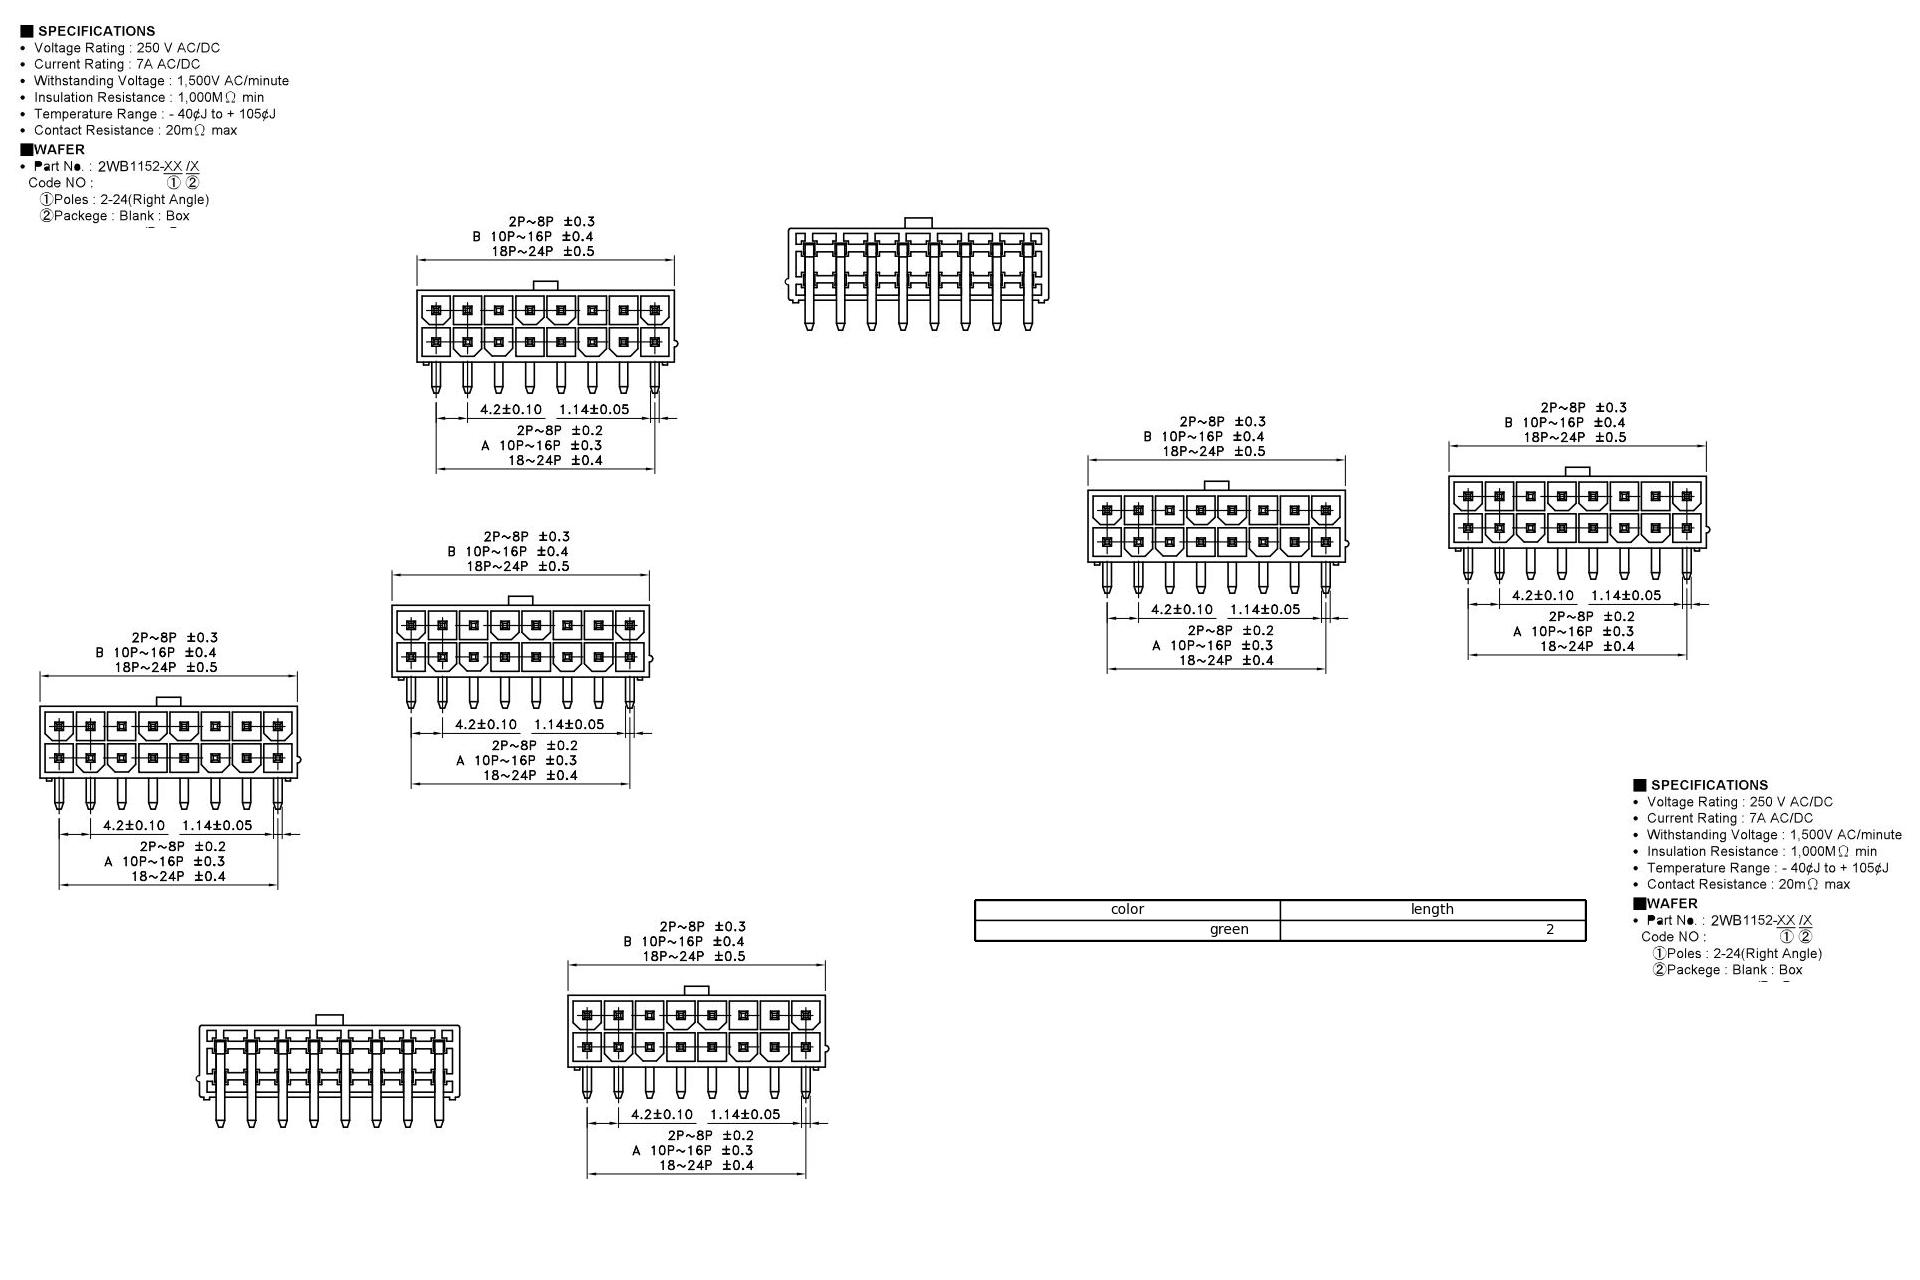 ■ SPECIFICATIONS
• Voltage Rating : 250 V AC/DC
• Current Rating : 7A AC/DC
• Withstanding Voltage : 1,500V AC/minute
• Insulation Resistance : 1,000MΩ min
• Temperature Range : - 40¢J to + 105¢J
• Contact Resistance : 20mΩ max
■WAFER
• Part No. : 2WB1152-XX /X
Code NO : ① ②
①Poles : 2-24(Right Angle)
②Packege : Blank : Box
2P~8P ±0.3
B 10P~16P ±0.4
18P~24P ±0.5
4.2±0.10 1.14±0.05
2P~8P ±0.2
A 10P~16P ±0.3
18~24P ±0.4
2P~8P ±0.3
B 10P~16P ±0.4
18P~24P ±0.5
4.2±0.10 1.14±0.05
2P~8P ±0.2
A 10P~16P ±0.3
18~24P ±0.4
2P~8P ±0.3
B 10P~16P ±0.4
18P~24P ±0.5
4.2±0.10 1.14±0.05
2P~8P ±0.2
A 10P~16P ±0.3
18~24P ±0.4
2P~8P ±0.3
B 10P~16P ±0.4
18P~24P ±0.5
4.2±0.10 1.14±0.05
2P~8P ±0.2
A 10P~16P ±0.3
18~24P ±0.4
2P~8P ±0.3
B 10P~16P ±0.4
18P~24P ±0.5
4.2±0.10 1.14±0.05
2P~8P ±0.2
A 10P~16P ±0.3
18~24P ±0.4
■ SPECIFICATIONS
• Voltage Rating : 250 V AC/DC
• Current Rating : 7A AC/DC
• Withstanding Voltage : 1,500V AC/minute
• Insulation Resistance : 1,000MΩ min
• Temperature Range : - 40¢J to + 105¢J
• Contact Resistance : 20mΩ max
■WAFER
• Part No. : 2WB1152-XX /X
Code NO : ① ②
①Poles : 2-24(Right Angle)
②Packege : Blank : Box
color length
green 2
2P~8P ±0.3
B 10P~16P ±0.4
18P~24P ±0.5
4.2±0.10 1.14±0.05
2P~8P ±0.2
A 10P~16P ±0.3
18~24P ±0.4